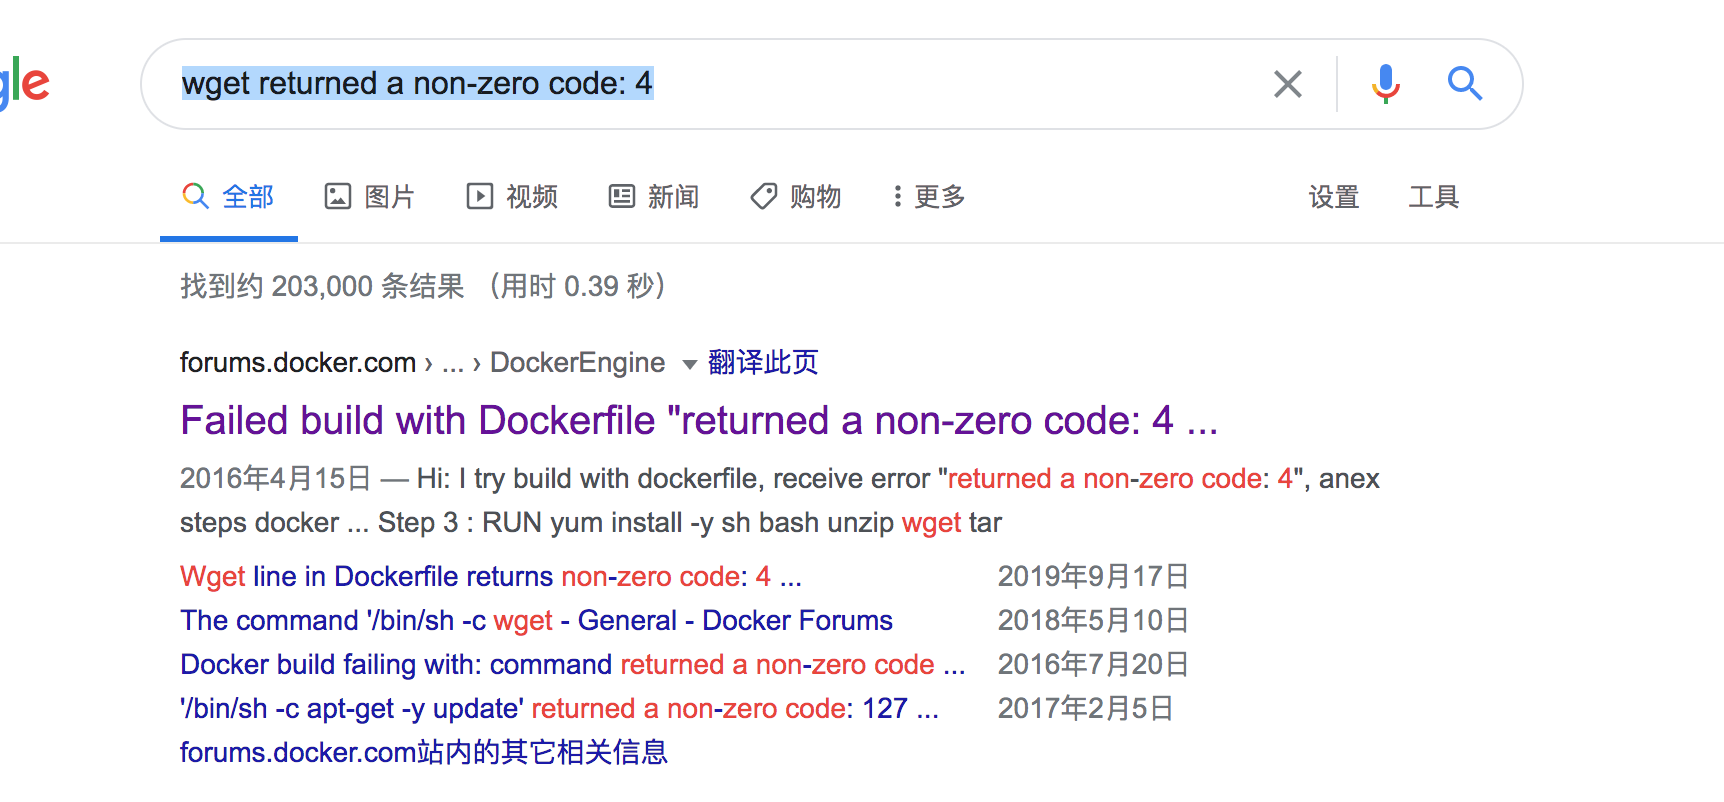 gle
wget returned a non-zero code: 4
全部 图片 视频 新闻 购物 更多 设置 工具
找到约 203,000 条结果 （用时 0.39 秒）
forums.docker.com › ... › DockerEngine 翻译此页
Failed build with Dockerfile "returned a non-zero code: 4 ...
2016年4月15日 — Hi: I try build with dockerfile, receive error "returned a non-zero code: 4", anex
steps docker ... Step 3 : RUN yum install -y sh bash unzip wget tar
Wget line in Dockerfile returns non-zero code: 4 ... 2019年9月17日
The command '/bin/sh -c wget - General - Docker Forums 2018年5月10日
Docker build failing with: command returned a non-zero code ... 2016年7月20日
'/bin/sh -c apt-get -y update' returned a non-zero code: 127 ... 2017年2月5日
forums.docker.com站内的其它相关信息